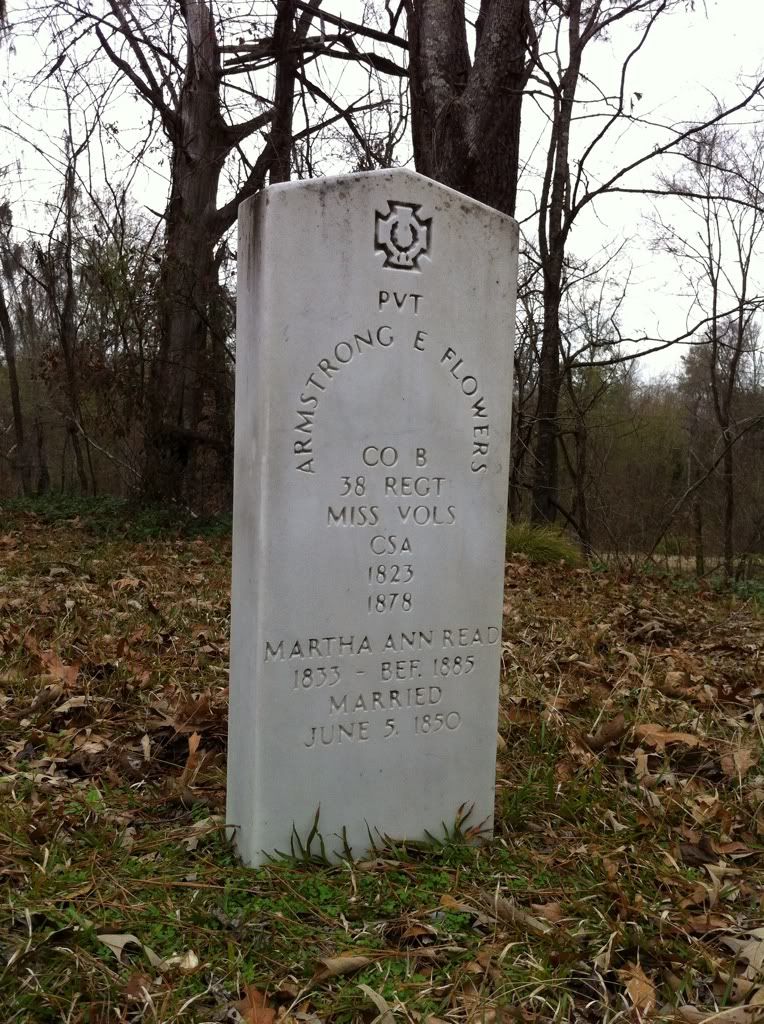 PVT
ARMSTRONG E FLOWERS
CO B
38 REGT
MISS VOLS
CSA
1823
1878
MARTHA ANN READ
1833 - BEF. 1885
MARRIED
JUNE 5, 1850